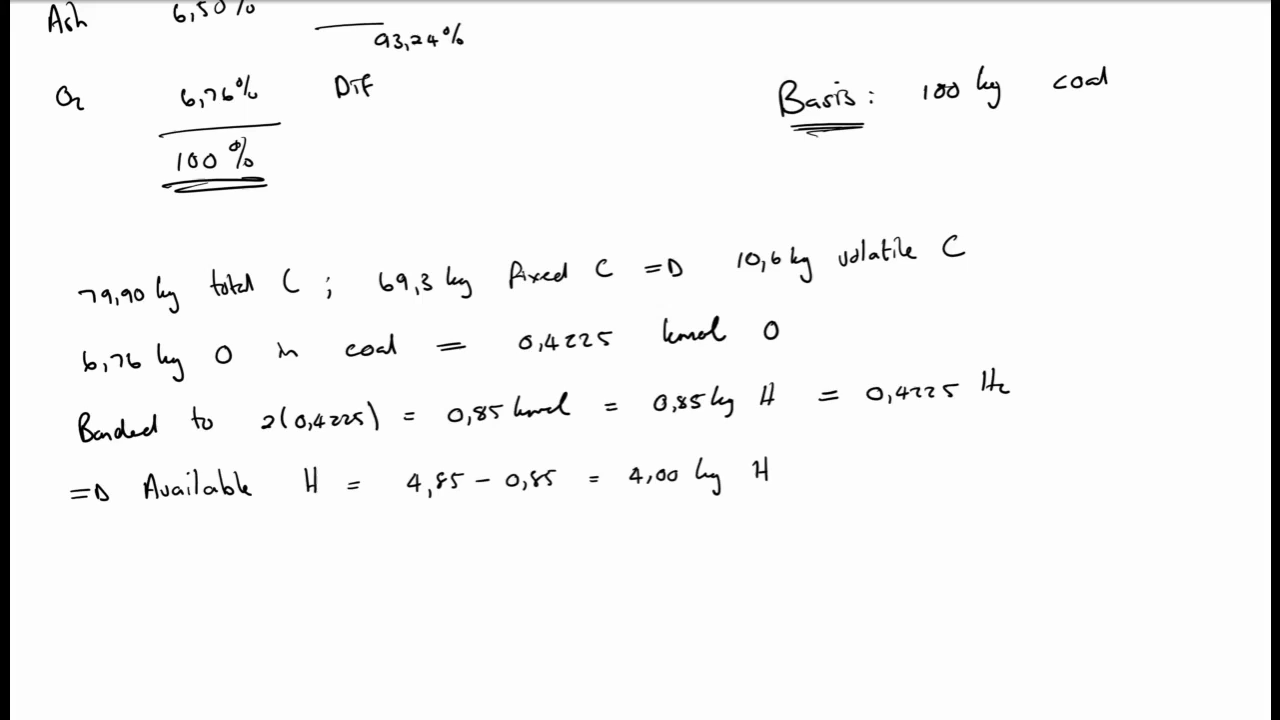 Ash 6,50%
93,24%
O₂ 6,76% DIF
Basis: 100 kg coal
100 %
79,90 kg total C ; 69,3 kg fixed C => 10,6 kg volatile C
6,76 kg O in coal = 0,4225 kmol O
Bonded to 2(0,4225) = 0,85 kmol = 0,85 kg H = 0,4225 H₂
=> Available H = 4,85 - 0,85 = 4,00 kg H